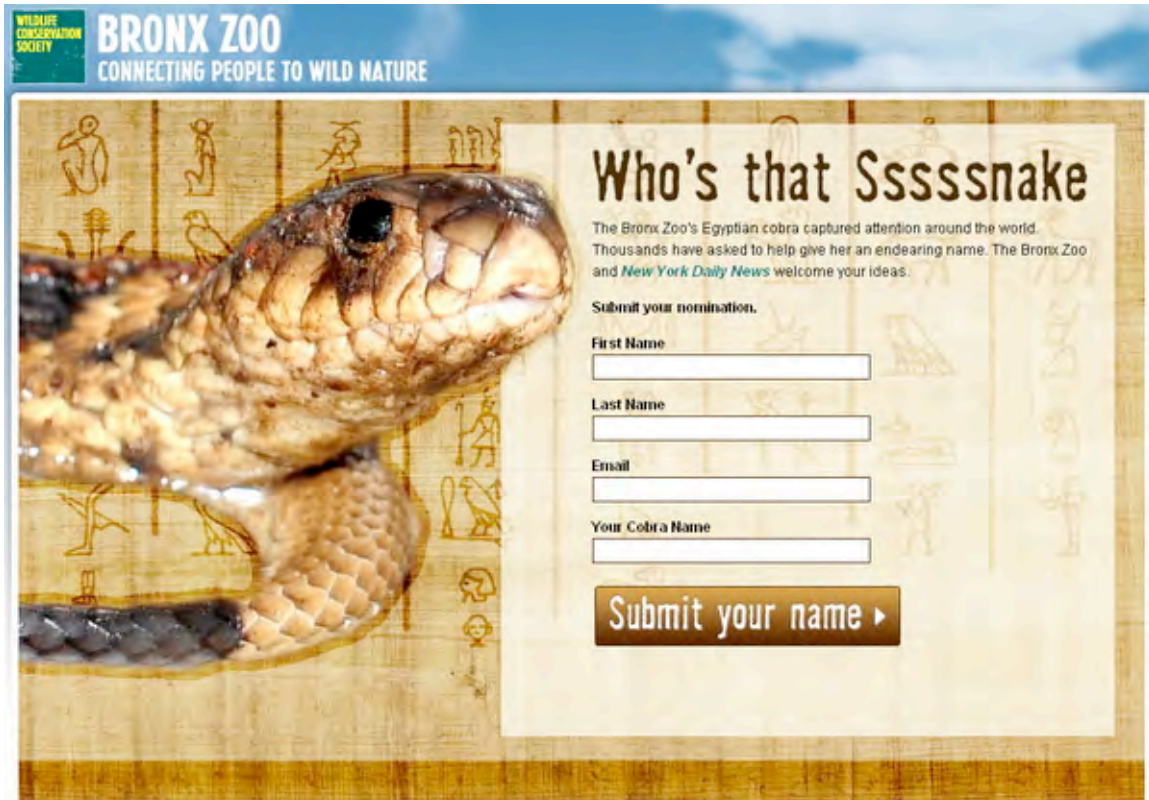 WILDLIFE
CONSERVATION
SOCIETY
BRONX ZOO
CONNECTING PEOPLE TO WILD NATURE
Who's that Sssssnake
The Bronx Zoo's Egyptian cobra captured attention around the world.
Thousands have asked to help give her an endearing name. The Bronx Zoo
and New York Daily News welcome your ideas.
Submit your nomination.
First Name
Last Name
Email
Your Cobra Name
Submit your name